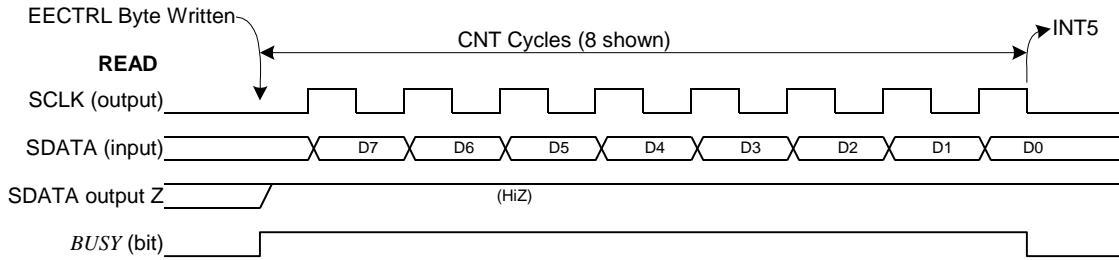 EECTRL Byte Written
CNT Cycles (8 shown)
INT5
READ
SCLK (output)
SDATA (input)
D7 D6 D5 D4 D3 D2 D1 D0
SDATA output Z
(HiZ)
BUSY (bit)